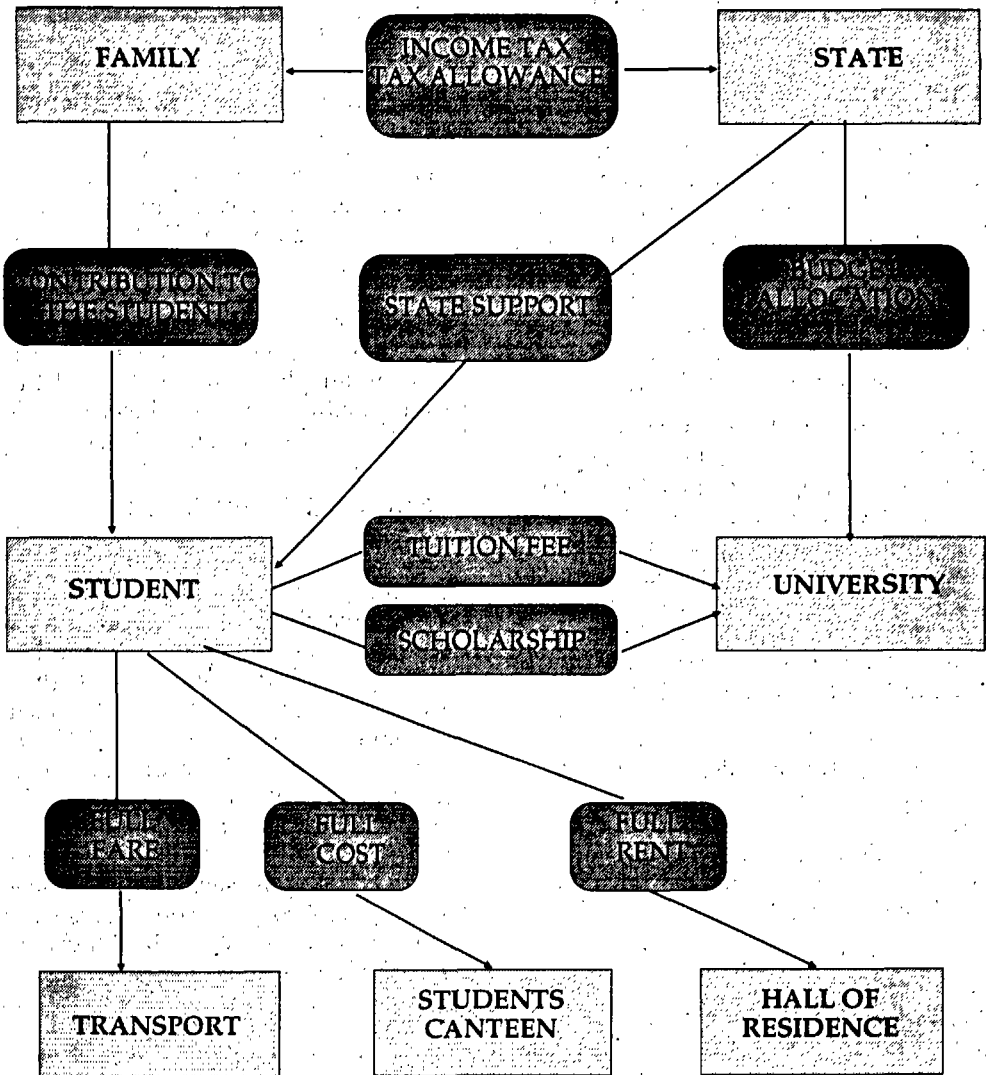 FAMILY
INCOME TAX
TAX ALLOWANCE
STATE
ONTRIBUTION TO
THE STUDENT
STATE SUPPORT
BUDGET
ALLOCATION
STUDENT
TUITION FEE
SCHOLARSHIP
UNIVERSITY
FULL
FARE
FULL
COST
FULL
RENT
TRANSPORT
STUDENTS
CANTEEN
HALL OF
RESIDENCE